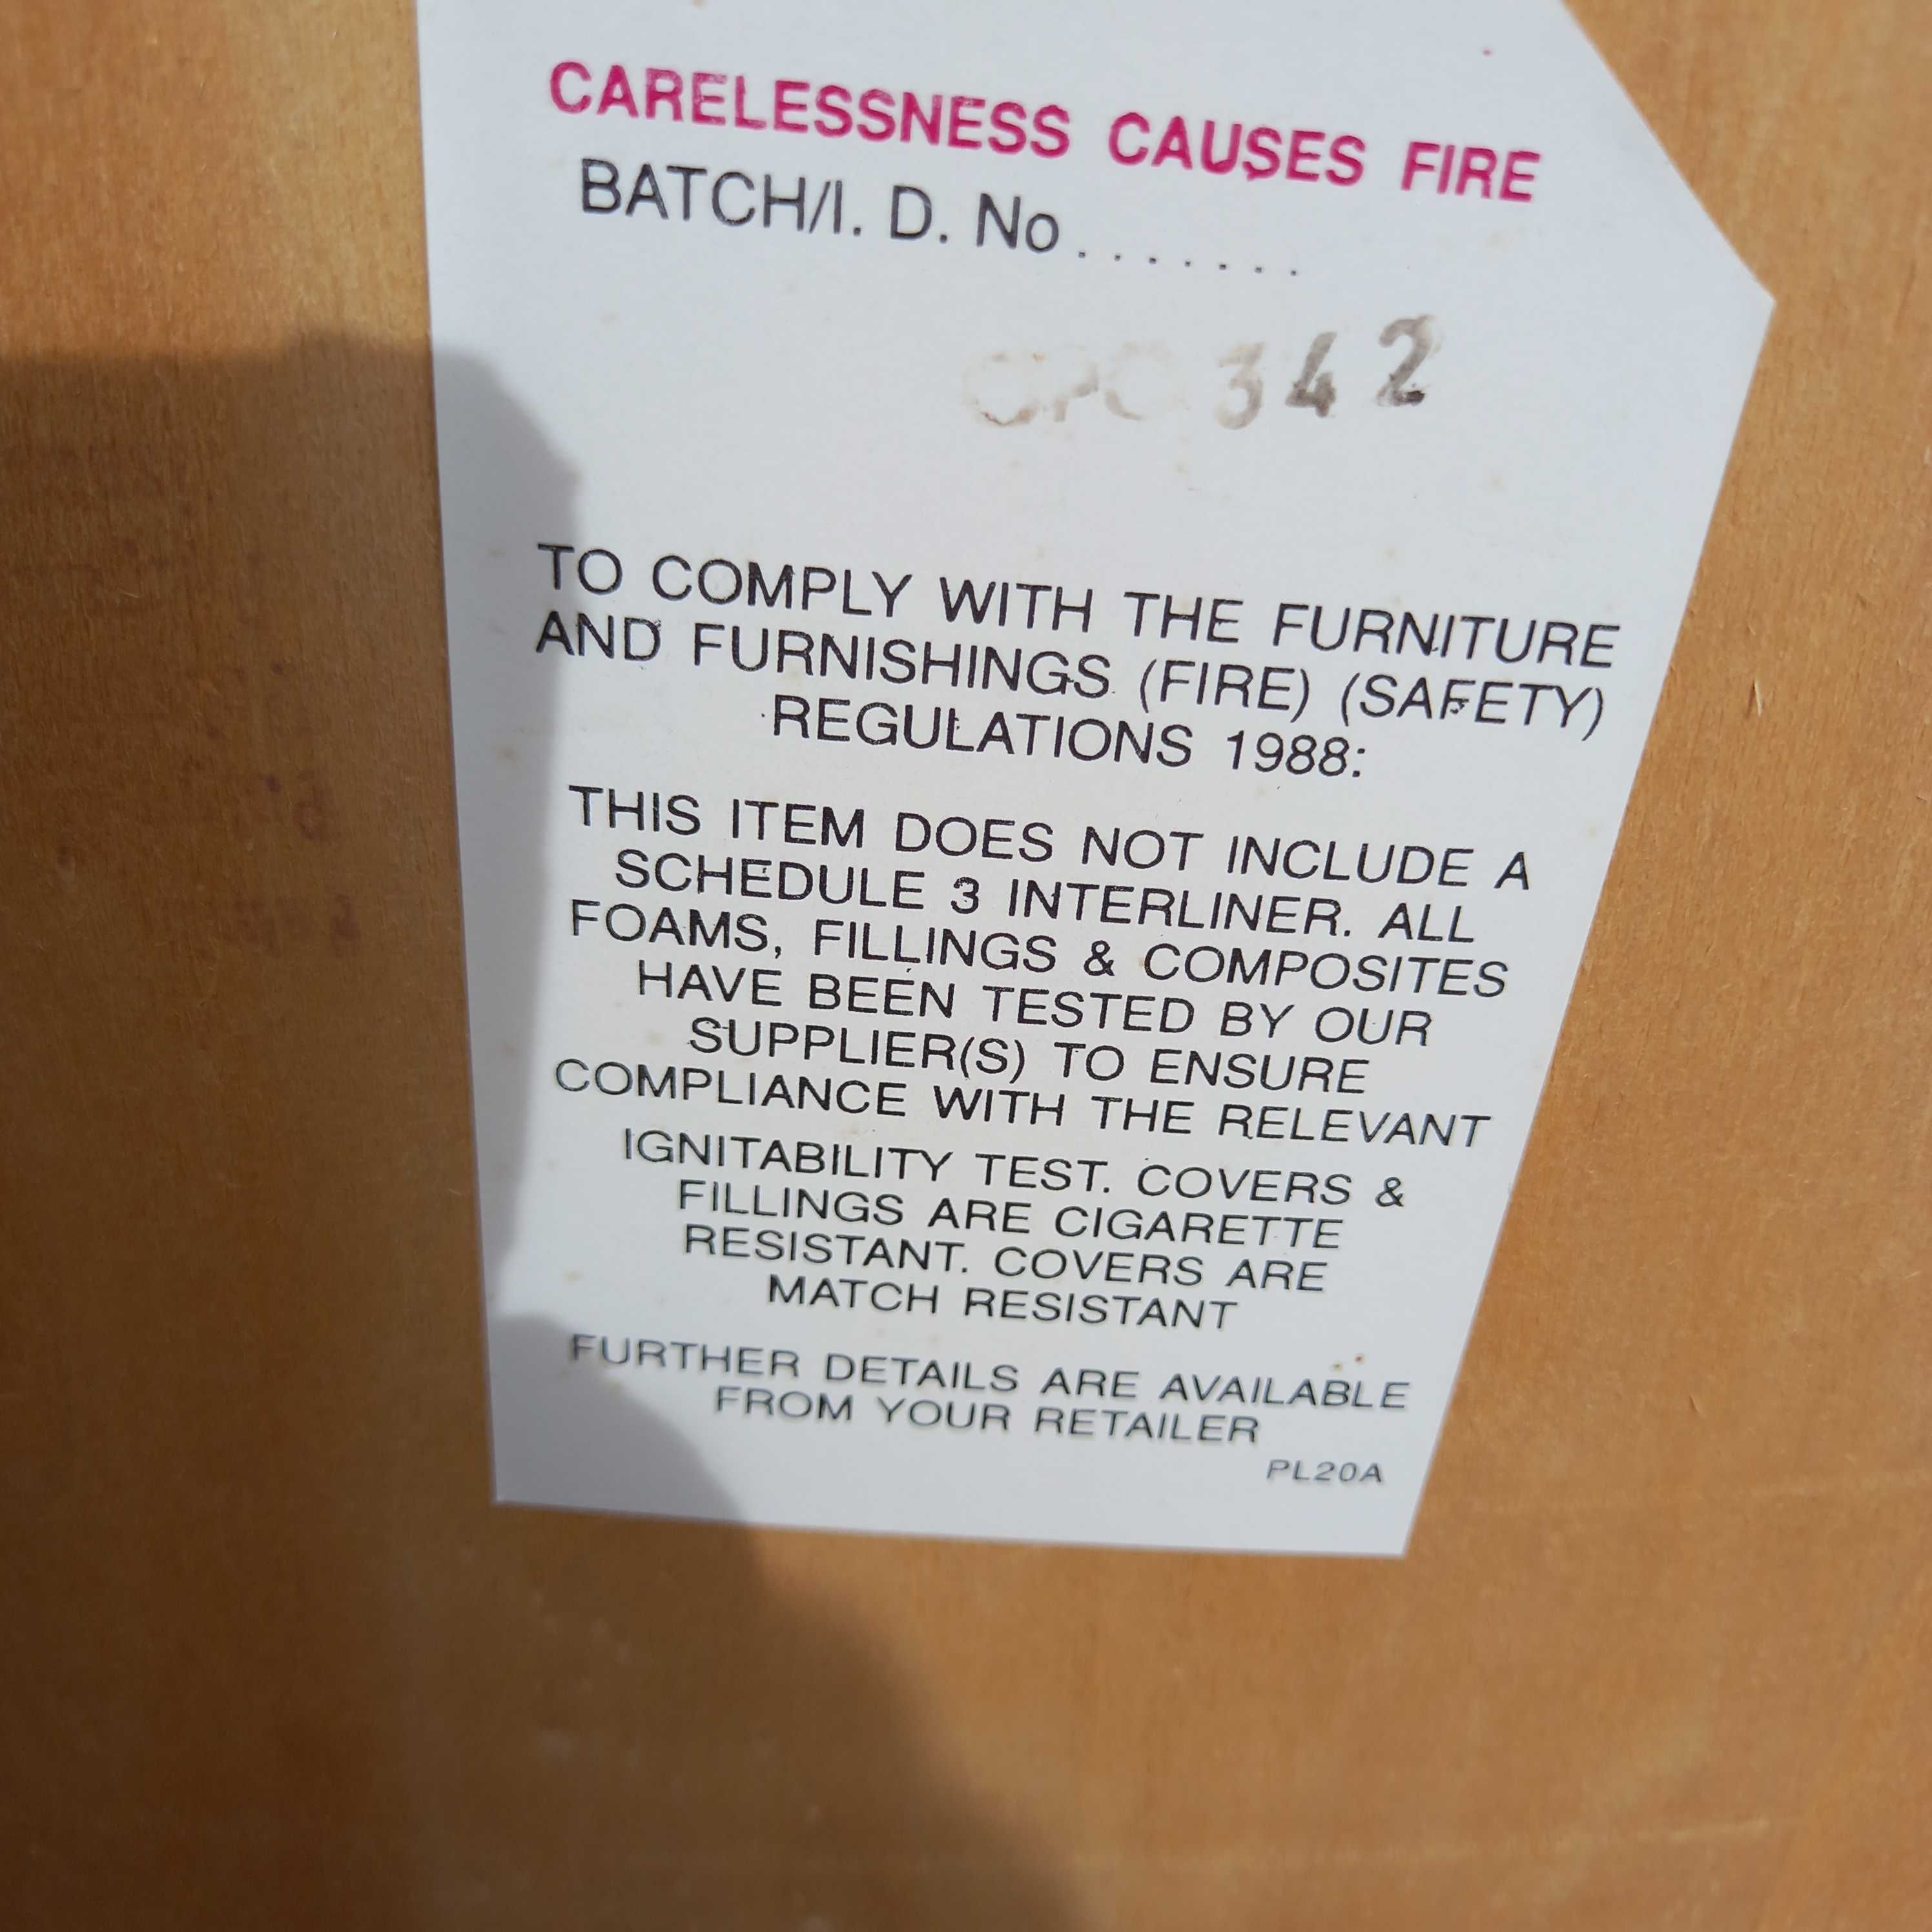 CARELESSNESS CAUSES FIRE
BATCH/I. D. No.......
CPC 342
TO COMPLY WITH THE FURNITURE
AND FURNISHINGS (FIRE) (SAFETY)
REGULATIONS 1988:
THIS ITEM DOES NOT INCLUDE A
SCHEDULE 3 INTERLINER. ALL
FOAMS, FILLINGS & COMPOSITES
HAVE BEEN TESTED BY OUR
SUPPLIER(S) TO ENSURE
COMPLIANCE WITH THE RELEVANT
IGNITABILITY TEST. COVERS &
FILLINGS ARE CIGARETTE
RESISTANT. COVERS ARE
MATCH RESISTANT
FURTHER DETAILS ARE AVAILABLE
FROM YOUR RETAILER
PL20A